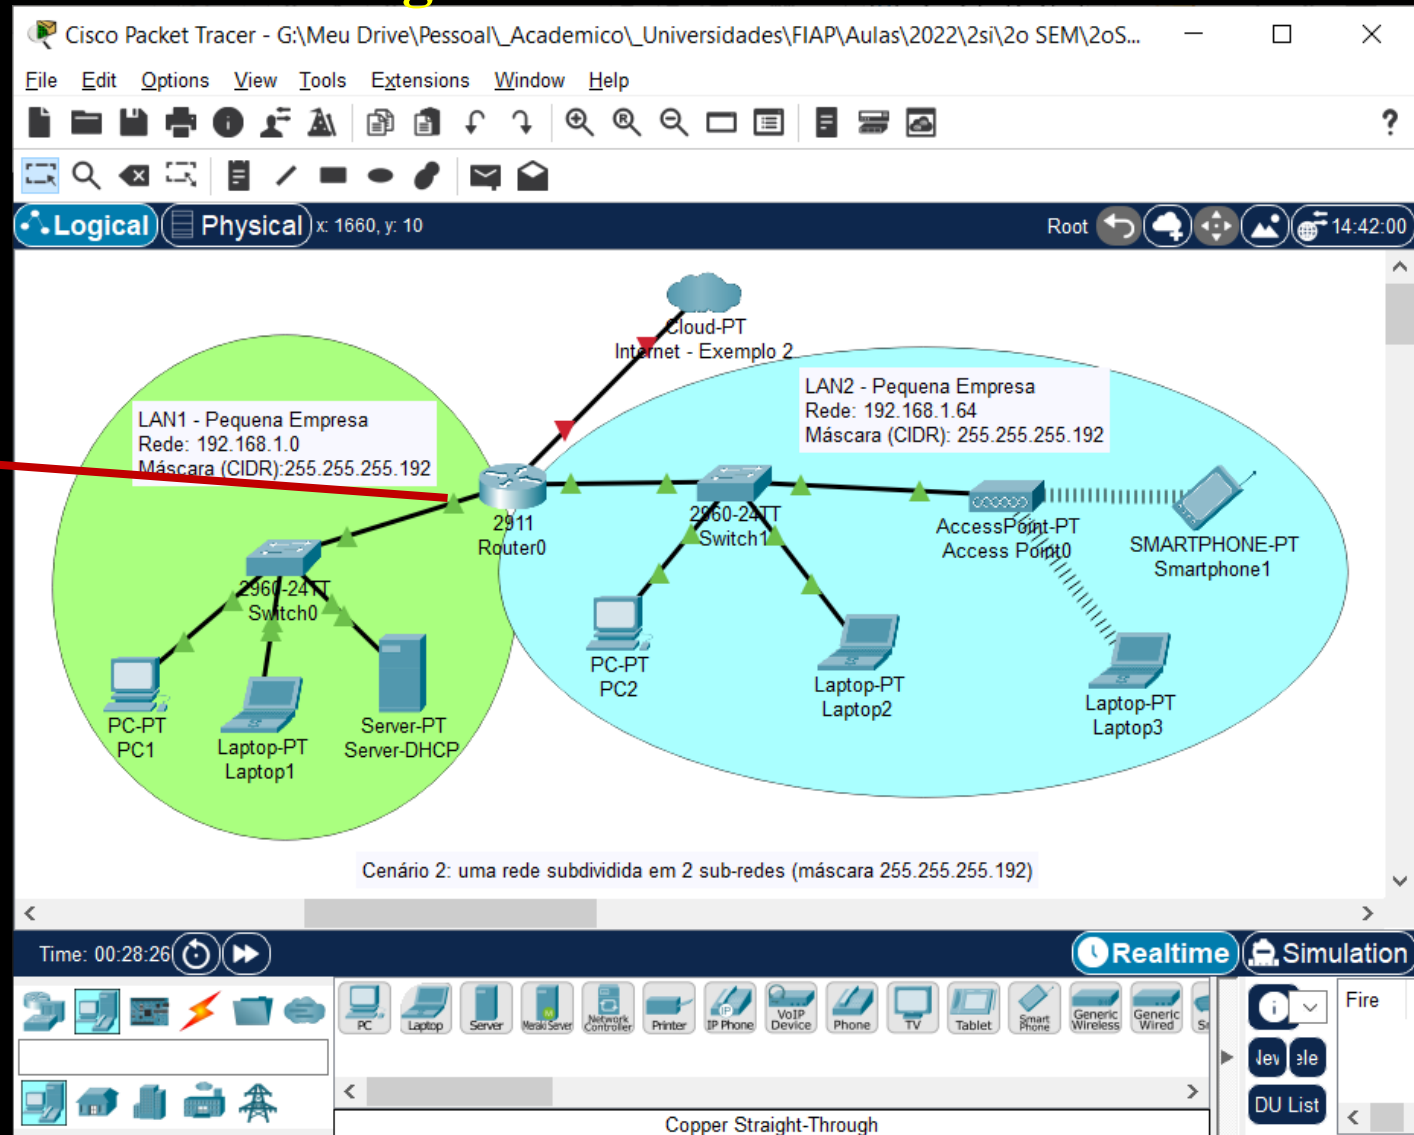 g
Cisco Packet Tracer - G:\Meu Drive\Pessoal\_Academico\_Universidades\FIAP\Aulas\2022\2si\2o SEM\2oS...
File Edit Options View Tools Extensions Window Help
?
Logical Physical x: 1660, y: 10 Root 14:42:00
Cloud-PT
Internet - Exemplo 2
LAN1 - Pequena Empresa
Rede: 192.168.1.0
Máscara (CIDR):255.255.255.192
LAN2 - Pequena Empresa
Rede: 192.168.1.64
Máscara (CIDR): 255.255.255.192
2911
Router0
2960-24TT
Switch0
2960-24TT
Switch1
AccessPoint-PT
Access Point0
SMARTPHONE-PT
Smartphone1
PC-PT
PC1
Laptop-PT
Laptop1
Server-PT
Server-DHCP
PC-PT
PC2
Laptop-PT
Laptop2
Laptop-PT
Laptop3
Cenário 2: uma rede subdividida em 2 sub-redes (máscara 255.255.255.192)
Time: 00:28:26 Realtime Simulation
PC Laptop Server Meraki Server Network Controller Printer IP Phone VoIP Device Phone TV Tablet Smart Phone Generic Wireless Generic Wired
Fire
DU List
Copper Straight-Through